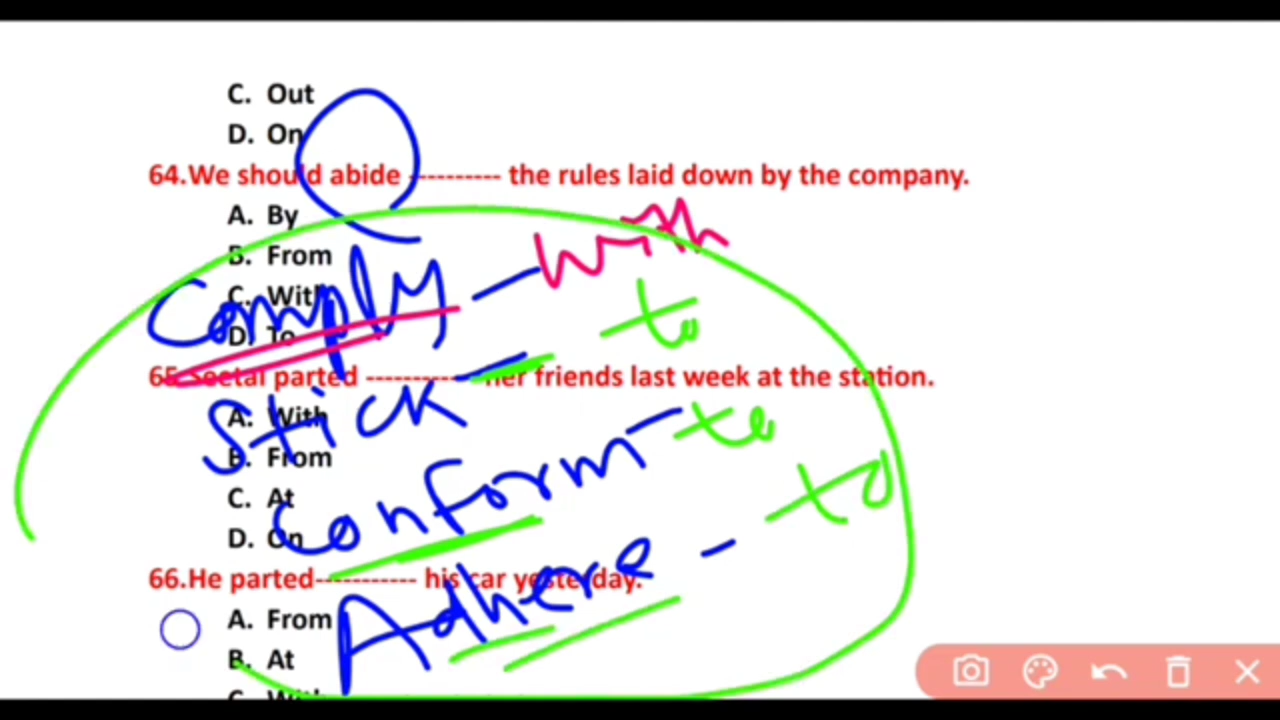 C. Out
D. On
64.We should abide ---------- the rules laid down by the company.
A. By
B. From
C. With
D. To
Comply – with
to
65.Seetal parted ---------- her friends last week at the station.
A. With
Stick –
B. From
C. At
D. On
Conform – to
66.He parted----------- his car yesterday.
Adhere – to
A. From
B. At
C. With